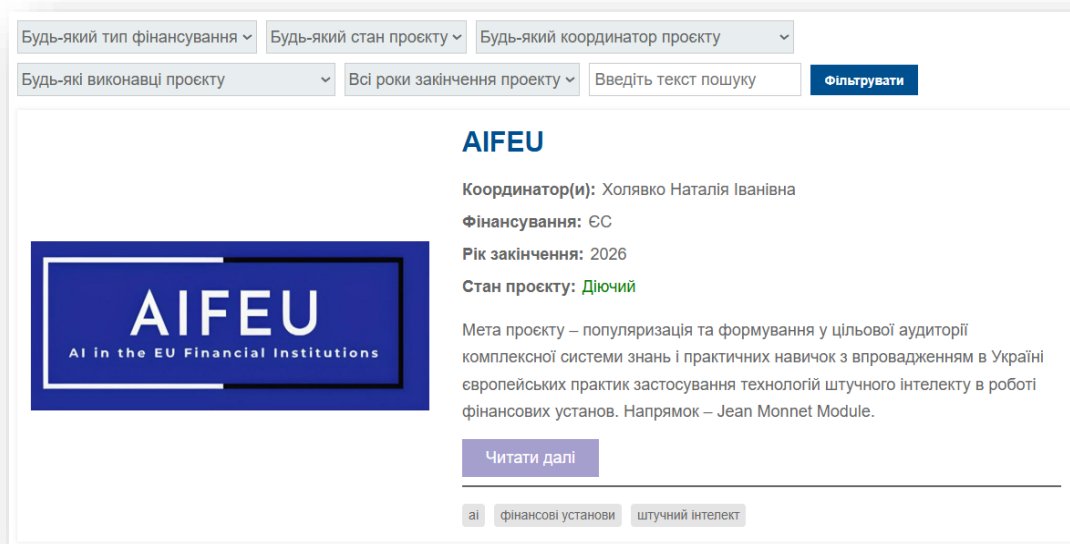 Будь-який тип фінансування Будь-який стан проєкту Будь-який координатор проєкту
Будь-які виконавці проєкту Всі роки закінчення проекту Введіть текст пошуку Фільтрувати
AIFEU
Координатор(и): Холявко Наталія Іванівна
Фінансування: ЄС
Рік закінчення: 2026
Стан проєкту: Діючий
AIFEU
AI in the EU Financial Institutions
Мета проєкту – популяризація та формування у цільової аудиторії
комплексної системи знань і практичних навичок з впровадженням в Україні
європейських практик застосування технологій штучного інтелекту в роботі
фінансових установ. Напрямок – Jean Monnet Module.
Читати далі
ai фінансові установи штучний інтелект